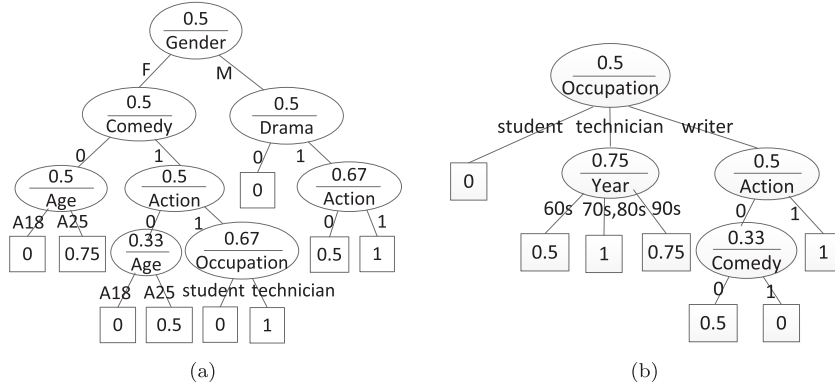 0.5
Gender
F M
0.5
Comedy
0.5
Drama
0 1 0 1
0.5
Age
0.5
Action
0
0.67
Action
A18 A25 0 1 0 1
0 0.75
0.33
Age
0.67
Occupation
0.5 1
A18 A25 student technician
0 0.5 0 1
(a)
0.5
Occupation
student technician writer
0
0.75
Year
0.5
Action
60s 70s,80s 90s 0 1
0.5 1 0.75
0.33
Comedy
1
0 1
0.5 0
(b)